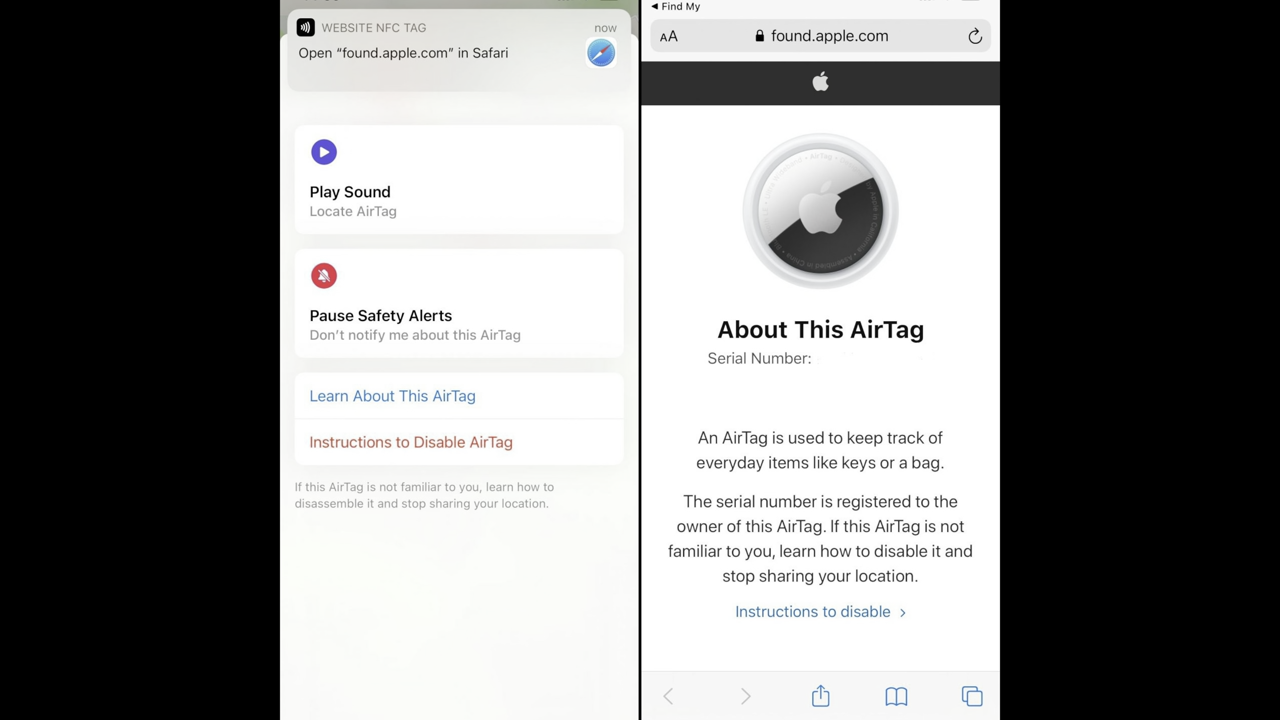 WEBSITE NFC TAG
now
Open “found.apple.com” in Safari
Play Sound
Locate AirTag
Pause Safety Alerts
Don’t notify me about this AirTag
Learn About This AirTag
Instructions to Disable AirTag
If this AirTag is not familiar to you, learn how to
disassemble it and stop sharing your location.
Find My
AA
found.apple.com
About This AirTag
Serial Number:
An AirTag is used to keep track of
everyday items like keys or a bag.
The serial number is registered to the
owner of this AirTag. If this AirTag is not
familiar to you, learn how to disable it and
stop sharing your location.
Instructions to disable